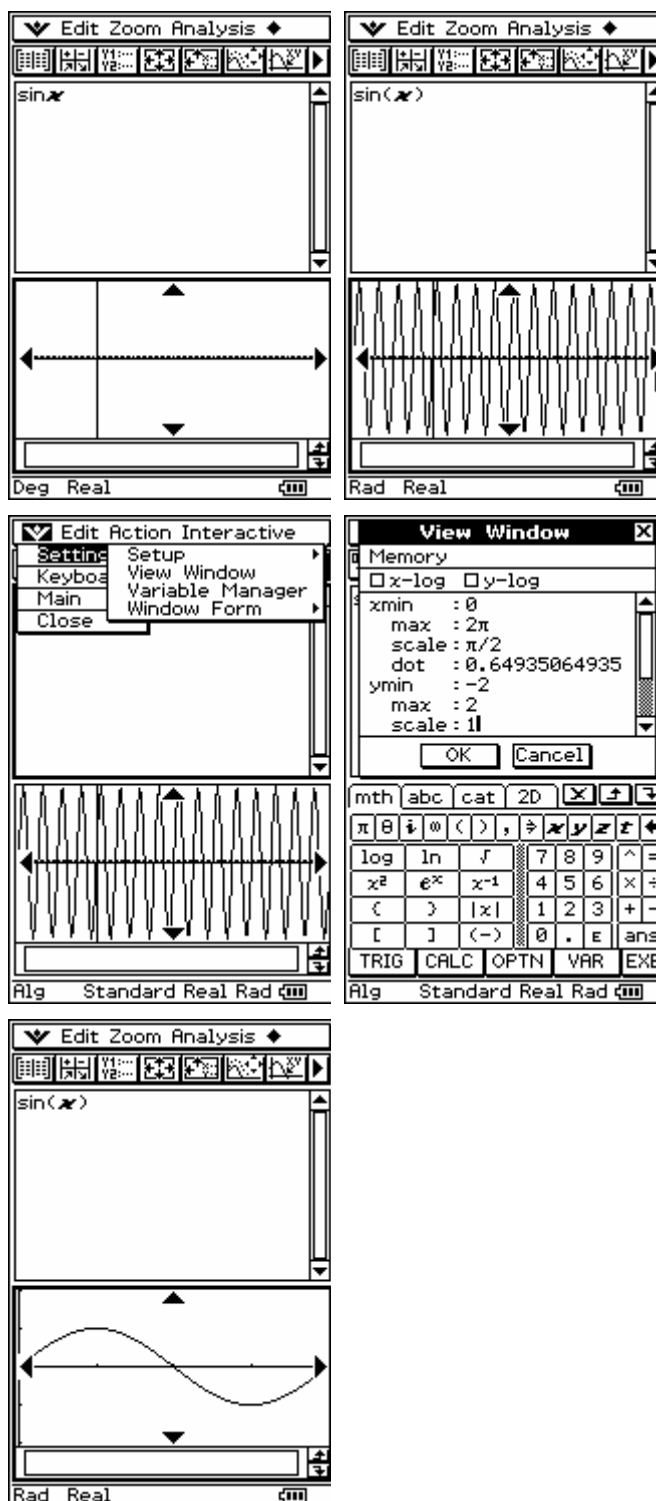 Edit Zoom Analysis ◆
sin𝒙
Deg Real
Edit Zoom Analysis ◆
sin(𝒙)
Rad Real
Edit Action Interactive
Setting
Keyboa
Main
Close
Setup
View Window
Variable Manager
Window Form
Alg Standard Real Rad
View Window
Memory
x-log y-log
xmin :0
max :2π
scale:π/2
dot :0.64935064935
ymin :-2
max :2
scale:1
OK Cancel
mth abc cat 2D
π θ i ∞ ( ) , ⇒ x y z t
log ln √ 7 8 9 ^ =
x² eˣ x⁻¹ 4 5 6 × ÷
{ } |x| 1 2 3 + −
[ ] (−) 0 . E ans
TRIG CALC OPTN VAR EXE
Alg Standard Real Rad
Edit Zoom Analysis ◆
sin(𝒙)
Rad Real